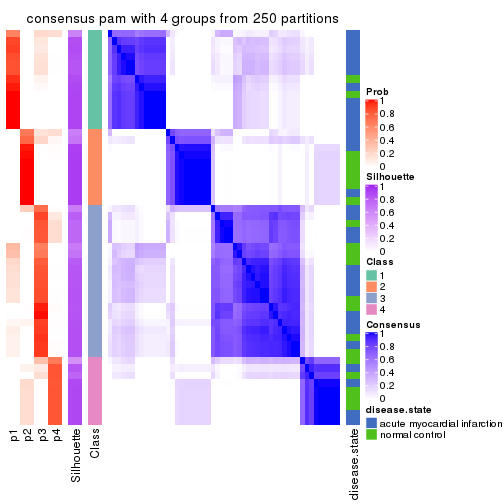 consensus pam with 4 groups from 250 partitions
Prob
1
0.8
0.6
0.4
0.2
0
Silhouette
1
0.8
0.6
0.4
0.2
0
Class
1
2
3
4
Consensus
1
0.8
0.6
0.4
0.2
0
disease.state
acute myocardial infarction
normal control
p1
p2
p3
p4
Silhouette
Class
disease.state